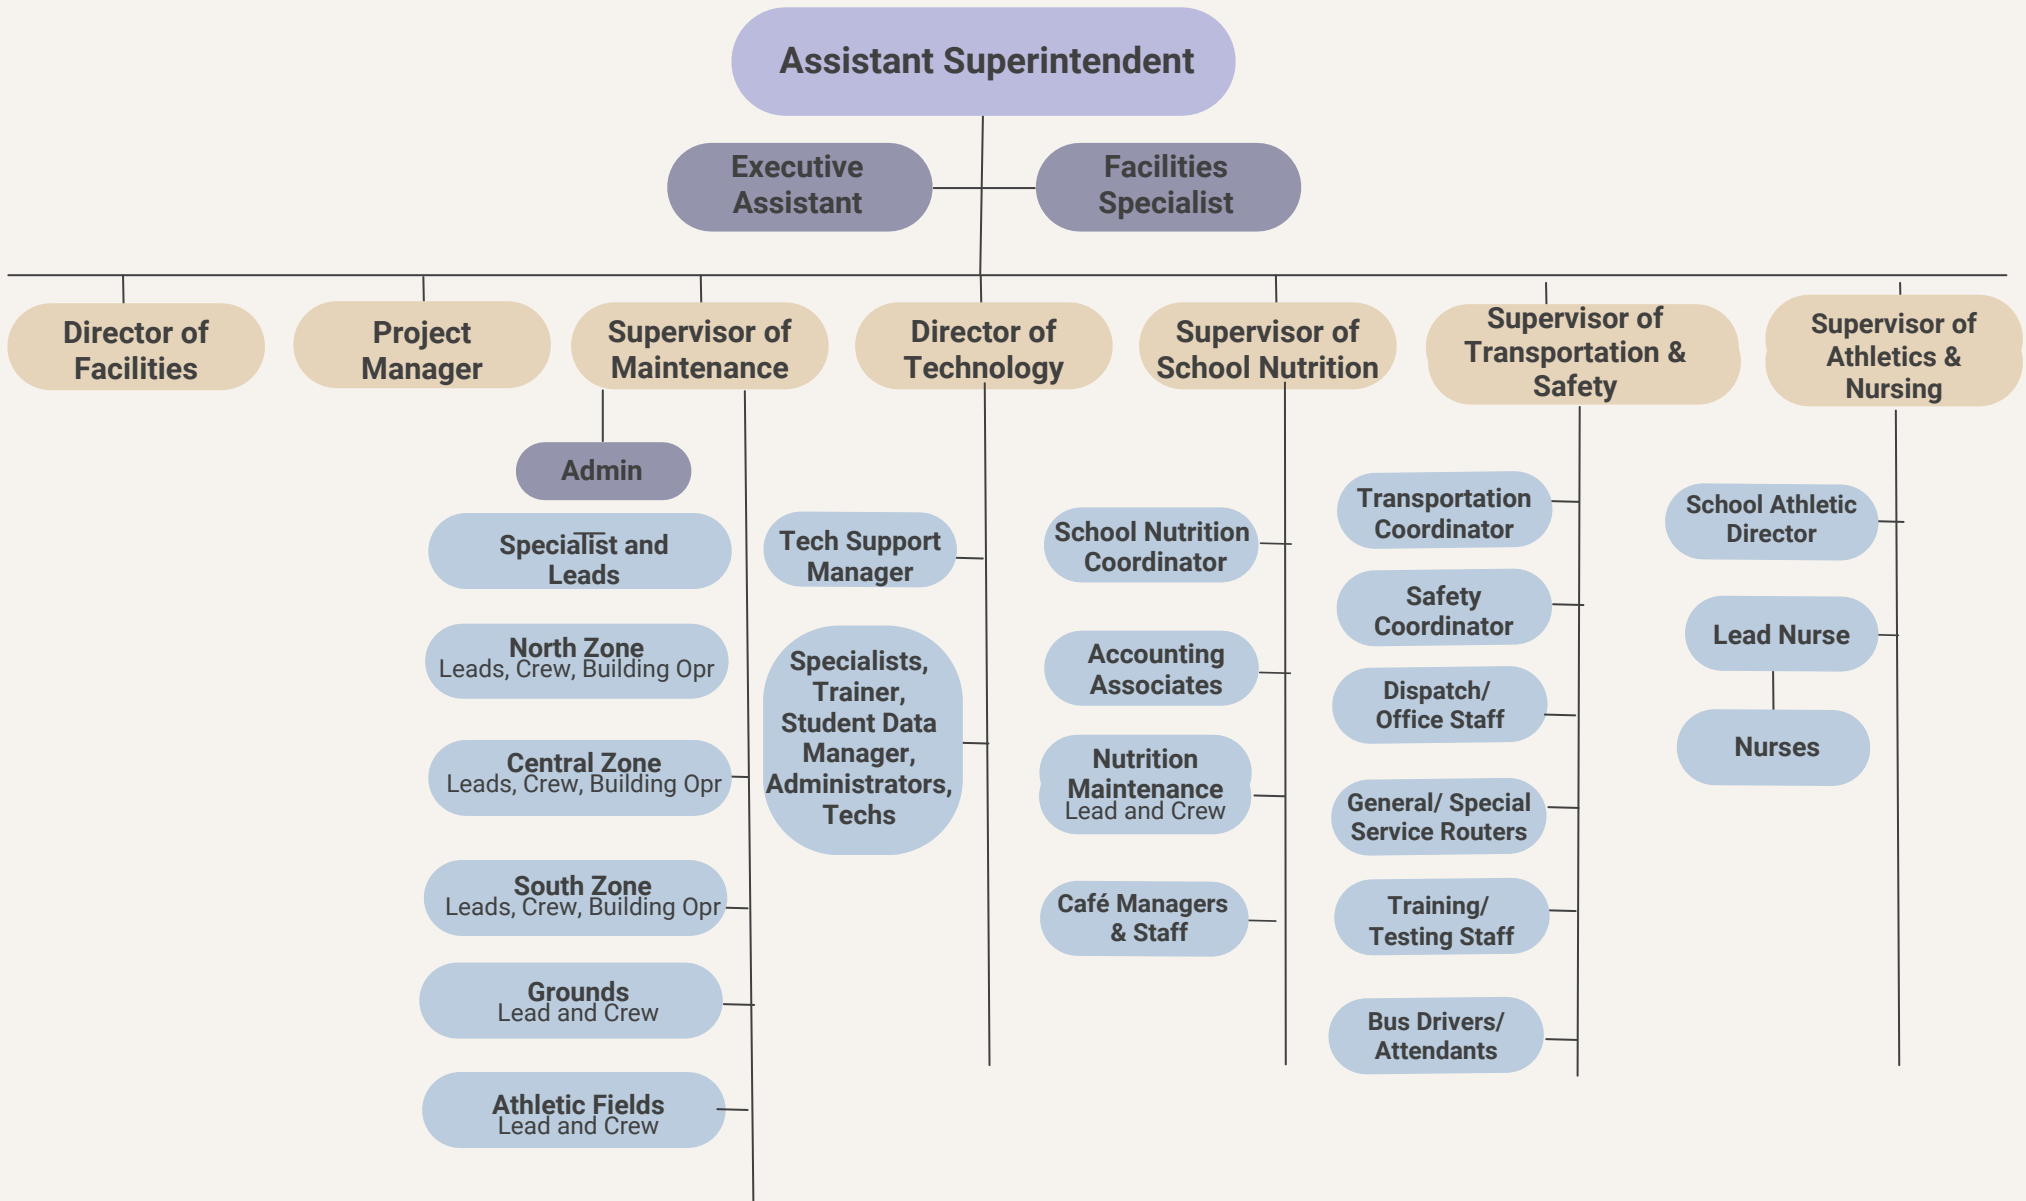 Assistant Superintendent
Executive
Assistant
Facilities
Specialist
Director of
Facilities
Project
Manager
Supervisor of
Maintenance
Director of
Technology
Supervisor of
School Nutrition
Supervisor of
Transportation &
Safety
Supervisor of
Athletics &
Nursing
Admin
Specialist and
Leads
North Zone
Leads, Crew, Building Opr
Central Zone
Leads, Crew, Building Opr
South Zone
Leads, Crew, Building Opr
Grounds
Lead and Crew
Athletic Fields
Lead and Crew
Tech Support
Manager
Specialists,
Trainer,
Student Data
Manager,
Administrators,
Techs
School Nutrition
Coordinator
Accounting
Associates
Nutrition
Maintenance
Lead and Crew
Café Managers
& Staff
Transportation
Coordinator
Safety
Coordinator
Dispatch/
Office Staff
General/ Special
Service Routers
Training/
Testing Staff
Bus Drivers/
Attendants
School Athletic
Director
Lead Nurse
Nurses